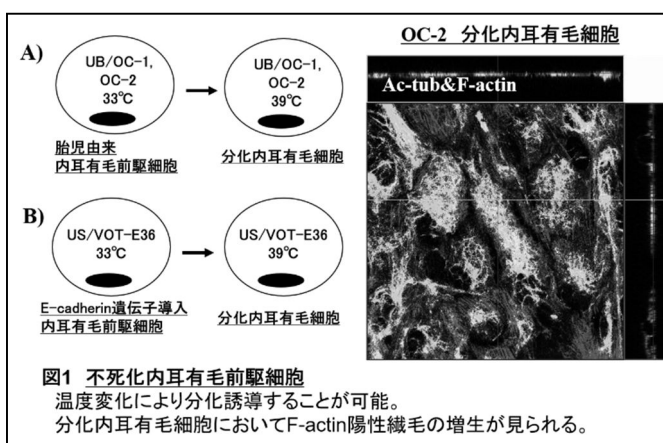 A)
UB/OC-1,
OC-2
33℃
胎児由来
内耳有毛前駆細胞
UB/OC-1,
OC-2
39℃
分化内耳有毛細胞
B)
US/VOT-E36
33℃
E-cadherin遺伝子導入
内耳有毛前駆細胞
US/VOT-E36
39℃
分化内耳有毛細胞
OC-2 分化内耳有毛細胞
Ac-tub&F-actin
図1 不死化内耳有毛前駆細胞
温度変化により分化誘導することが可能。
分化内耳有毛細胞においてF-actin陽性繊毛の増生が見られる。